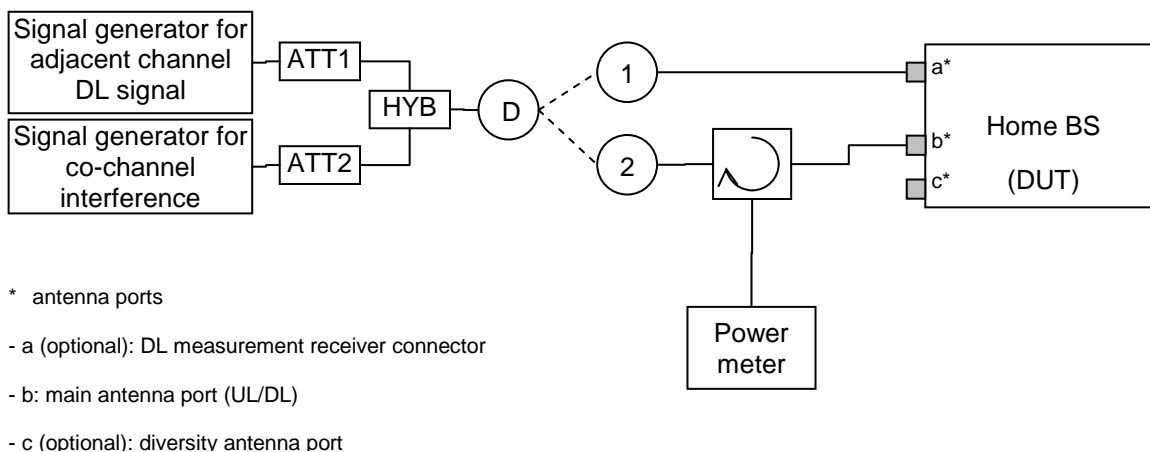 Signal generator for
adjacent channel
DL signal
ATT1
HYB
D
1
2
a*
b*
c*
Home BS
(DUT)
Signal generator for
co-channel
interference
ATT2
Power
meter
* antenna ports
- a (optional): DL measurement receiver connector
- b: main antenna port (UL/DL)
- c (optional): diversity antenna port